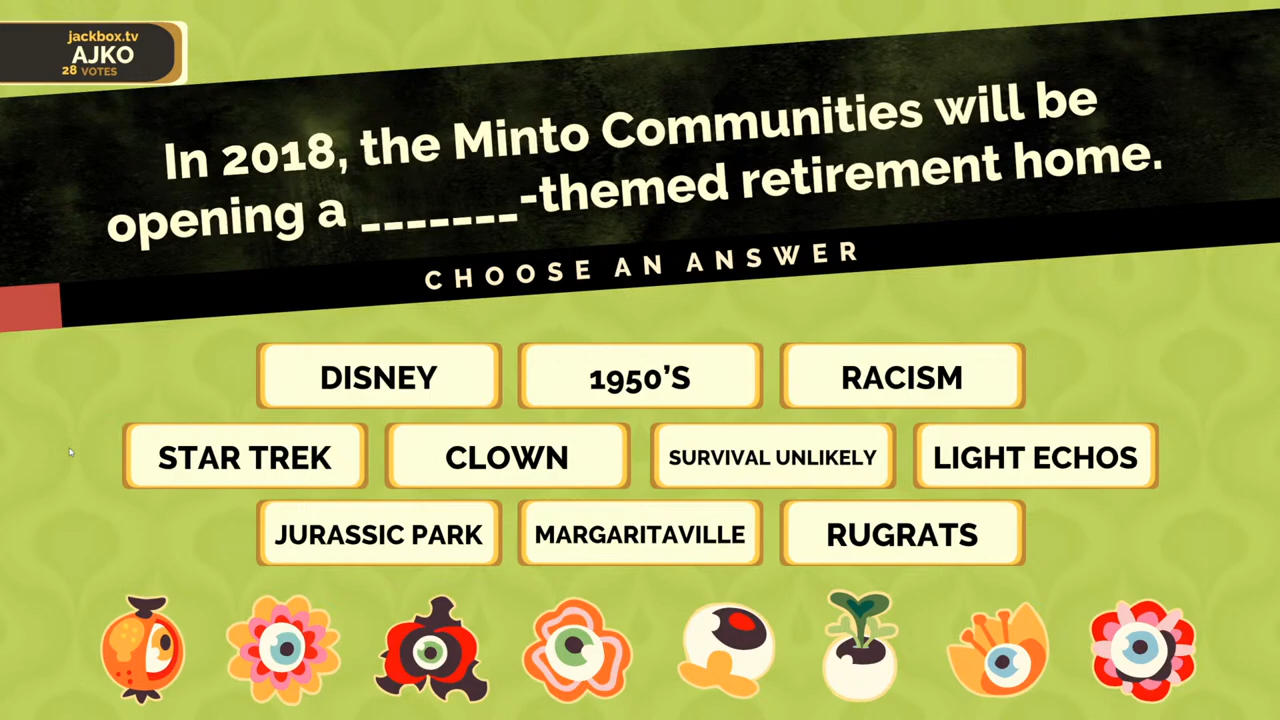 jackbox.tv
AJKO
28 VOTES
In 2018, the Minto Communities will be
opening a _______-themed retirement home.
CHOOSE AN ANSWER
DISNEY
1950'S
RACISM
STAR TREK
CLOWN
SURVIVAL UNLIKELY
LIGHT ECHOS
JURASSIC PARK
MARGARITAVILLE
RUGRATS